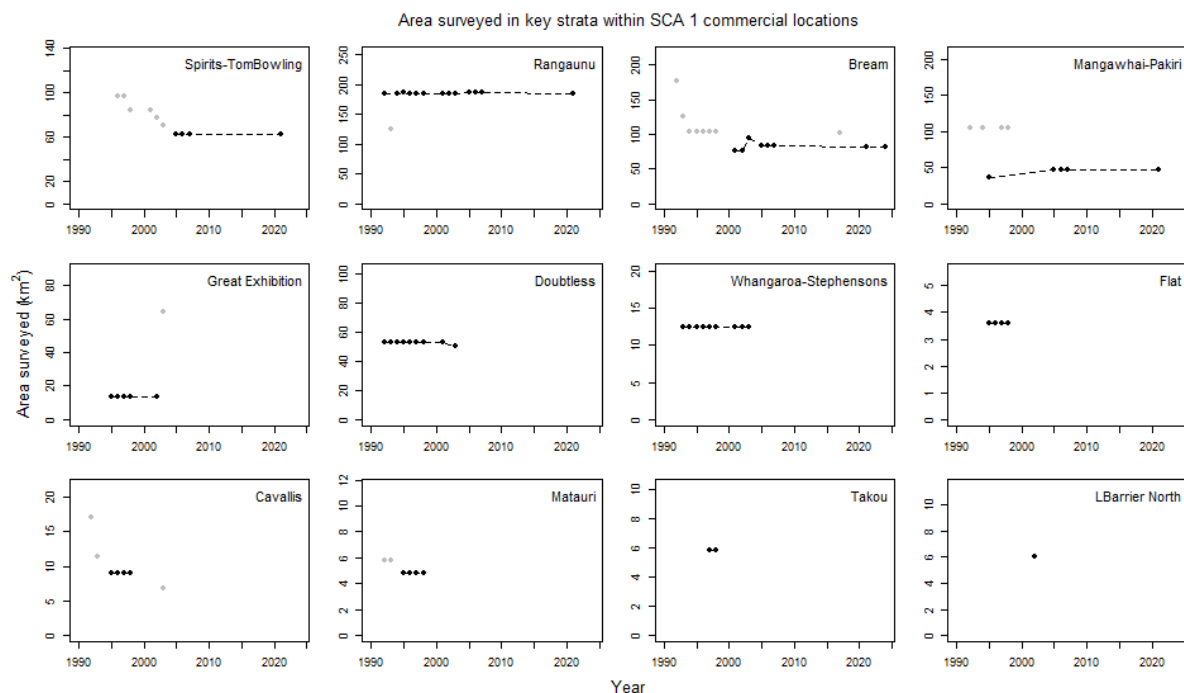 Area surveyed in key strata within SCA 1 commercial locations
Area surveyed (km²)
Spirits-TomBowling
0 20 40 60 80 100 120 140
1990 2000 2010 2020
Rangaunu
0 50 100 150 200 250
1990 2000 2010 2020
Bream
0 50 100 150 200
1990 2000 2010 2020
Mangawhai-Pakiri
0 50 100 150 200
1990 2000 2010 2020
Great Exhibition
0 20 40 60 80
1990 2000 2010 2020
Doubtless
0 20 40 60 80 100
1990 2000 2010 2020
Whangaroa-Stephensons
0 5 10 15 20
1990 2000 2010 2020
Flat
0 1 2 3 4 5
1990 2000 2010 2020
Cavallis
0 5 10 15 20
1990 2000 2010 2020
Matauri
0 2 4 6 8 10 12
1990 2000 2010 2020
Takou
0 2 4 6 8 10
1990 2000 2010 2020
LBarrier North
0 2 4 6 8 10
1990 2000 2010 2020
Year